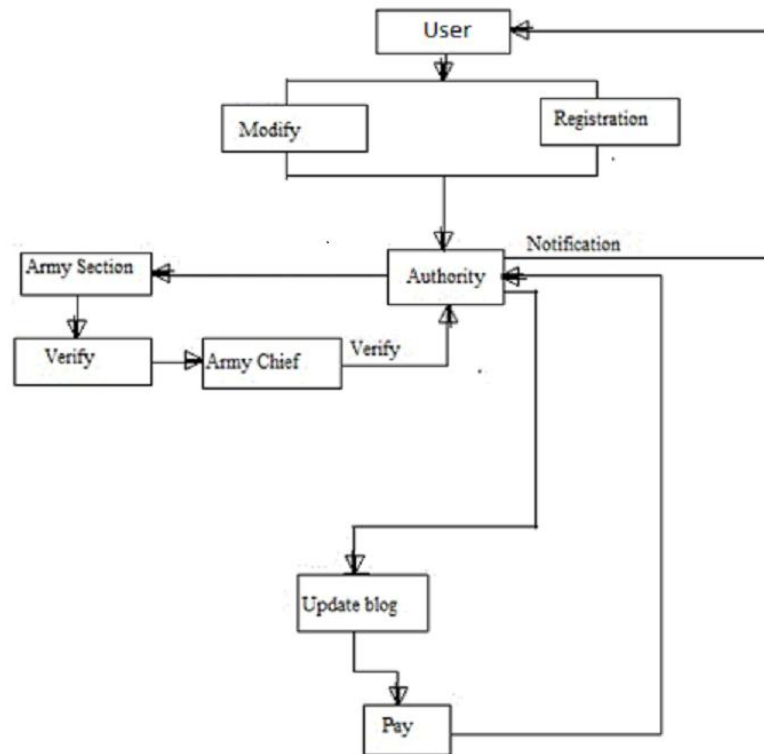 User
Modify
Registration
Notification
Army Section
Authority
Verify
Army Chief
Verify
Update blog
Pay